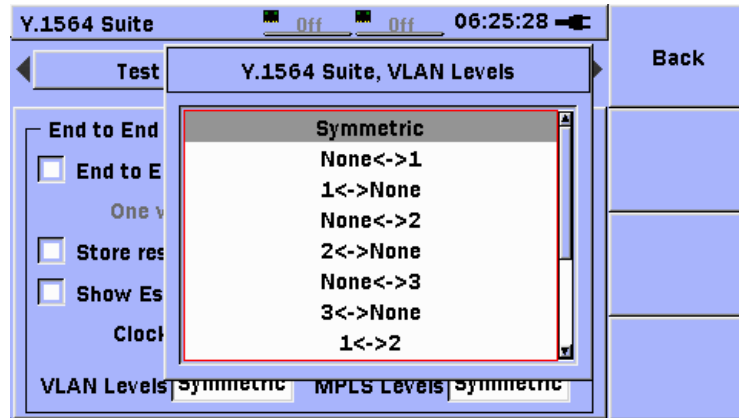 Y.1564 Suite Off Off 06:25:28
Back
Test
Y.1564 Suite, VLAN Levels
Symmetric
None<->1
1<->None
None<->2
2<->None
None<->3
3<->None
1<->2
End to End
End to E
One v
Store res
Show Es
Clock
VLAN Levels Symmetric MPLS Levels Symmetric